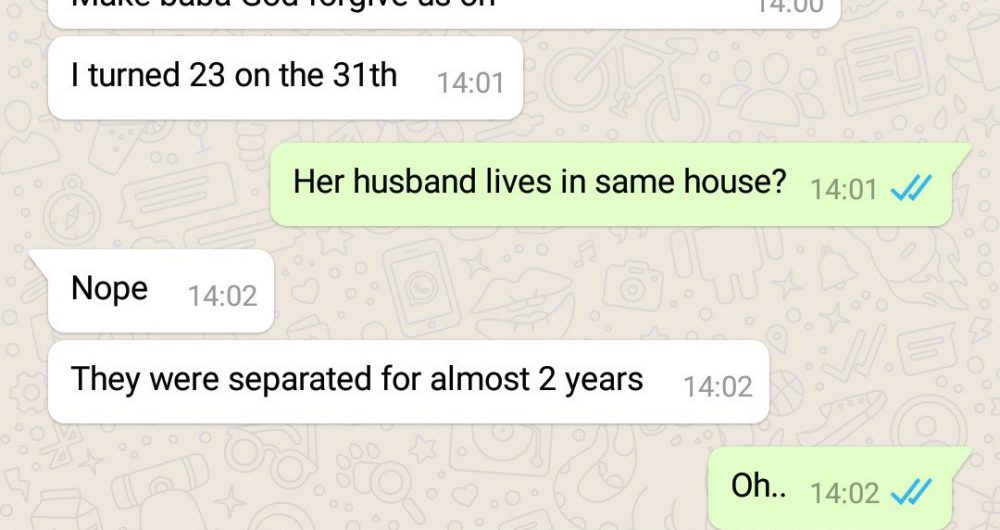 Make baba God forgive us oh 14:00
I turned 23 on the 31th 14:01
Her husband lives in same house? 14:01
Nope 14:02
They were separated for almost 2 years 14:02
Oh.. 14:02